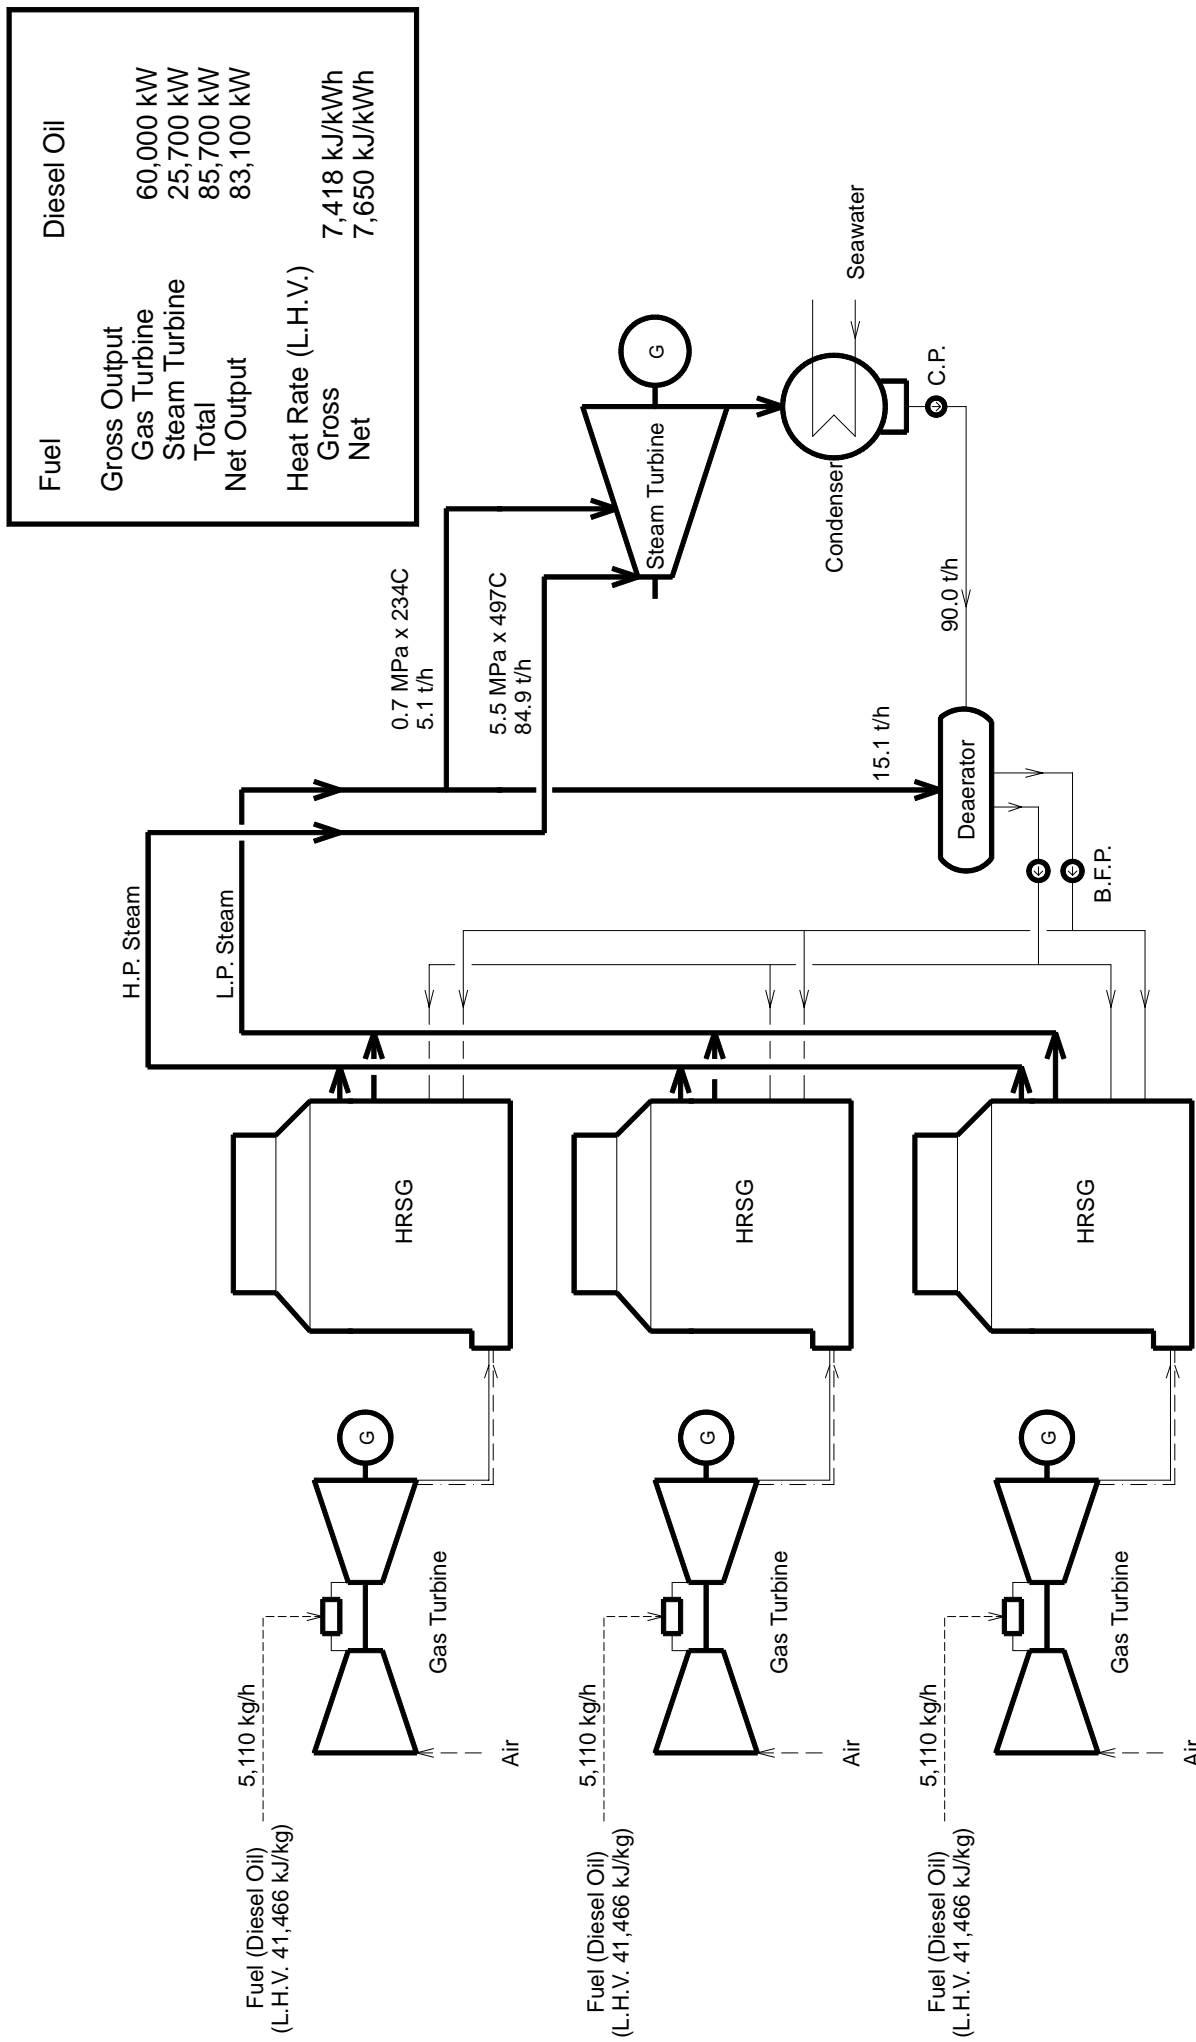 Fuel Diesel Oil
Gross Output
Gas Turbine 60,000 kW
Steam Turbine 25,700 kW
Total 85,700 kW
Net Output 83,100 kW
Heat Rate (L.H.V.)
Gross 7,418 kJ/kWh
Net 7,650 kJ/kWh
H.P. Steam
L.P. Steam
0.7 MPa x 234C
5.1 t/h
5.5 MPa x 497C
84.9 t/h
Steam Turbine
G
Seawater
Condenser
C.P.
90.0 t/h
15.1 t/h
Deaerator
B.F.P.
Fuel (Diesel Oil)
(L.H.V. 41,466 kJ/kg)
5,110 kg/h
Air
Gas Turbine
G
HRSG
Fuel (Diesel Oil)
(L.H.V. 41,466 kJ/kg)
5,110 kg/h
Air
Gas Turbine
G
HRSG
Fuel (Diesel Oil)
(L.H.V. 41,466 kJ/kg)
5,110 kg/h
Air
Gas Turbine
G
HRSG